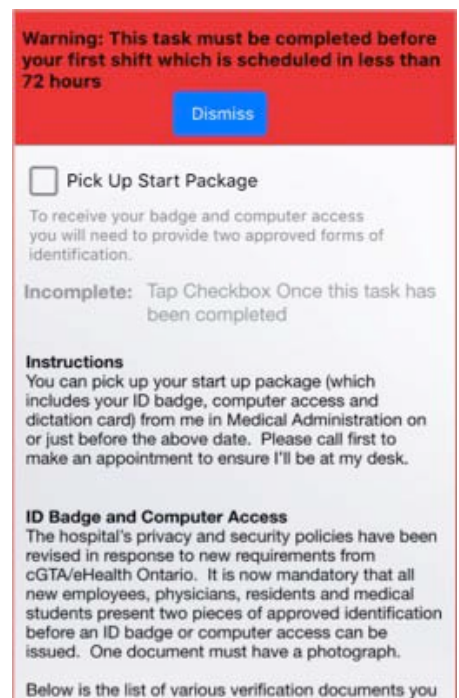 Warning: This task must be completed before
your first shift which is scheduled in less than
72 hours
Dismiss
Pick Up Start Package
To receive your badge and computer access
you will need to provide two approved forms of
identification.
Incomplete: Tap Checkbox Once this task has
been completed
Instructions
You can pick up your start up package (which
includes your ID badge, computer access and
dictation card) from me in Medical Administration on
or just before the above date. Please call first to
make an appointment to ensure I'll be at my desk.
ID Badge and Computer Access
The hospital's privacy and security policies have been
revised in response to new requirements from
cGTA/eHealth Ontario. It is now mandatory that all
new employees, physicians, residents and medical
students present two pieces of approved identification
before an ID badge or computer access can be
issued. One document must have a photograph.
Below is the list of various verification documents you